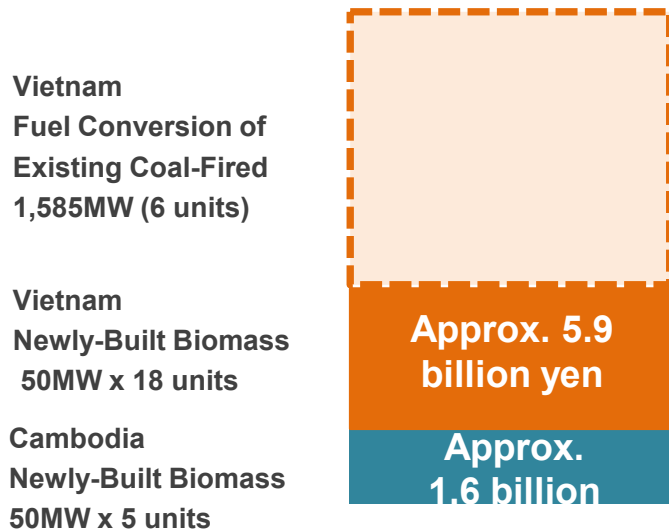 Vietnam
Fuel Conversion of
Existing Coal-Fired
1,585MW (6 units)
Vietnam
Newly-Built Biomass
50MW x 18 units
Approx. 5.9
billion yen
Cambodia
Newly-Built Biomass
50MW x 5 units
Approx.
1.6 billion